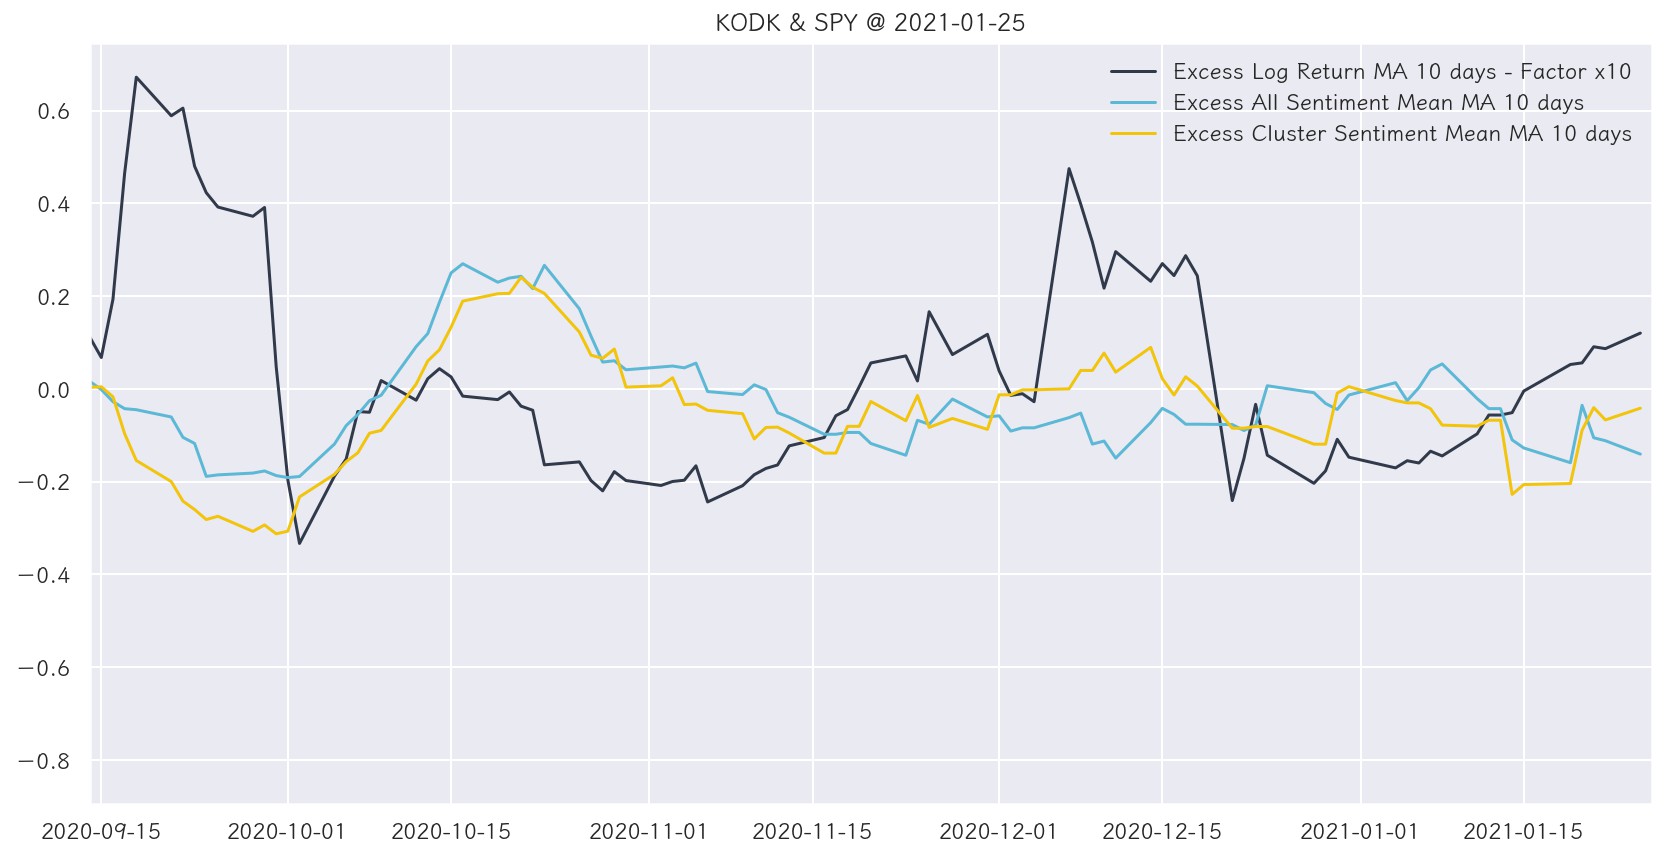 KODK & SPY @ 2021-01-25
Excess Log Return MA 10 days - Factor x10
Excess All Sentiment Mean MA 10 days
Excess Cluster Sentiment Mean MA 10 days
0.6
0.4
0.2
0.0
−0.2
−0.4
−0.6
−0.8
2020-09-15 2020-10-01 2020-10-15 2020-11-01 2020-11-15 2020-12-01 2020-12-15 2021-01-01 2021-01-15